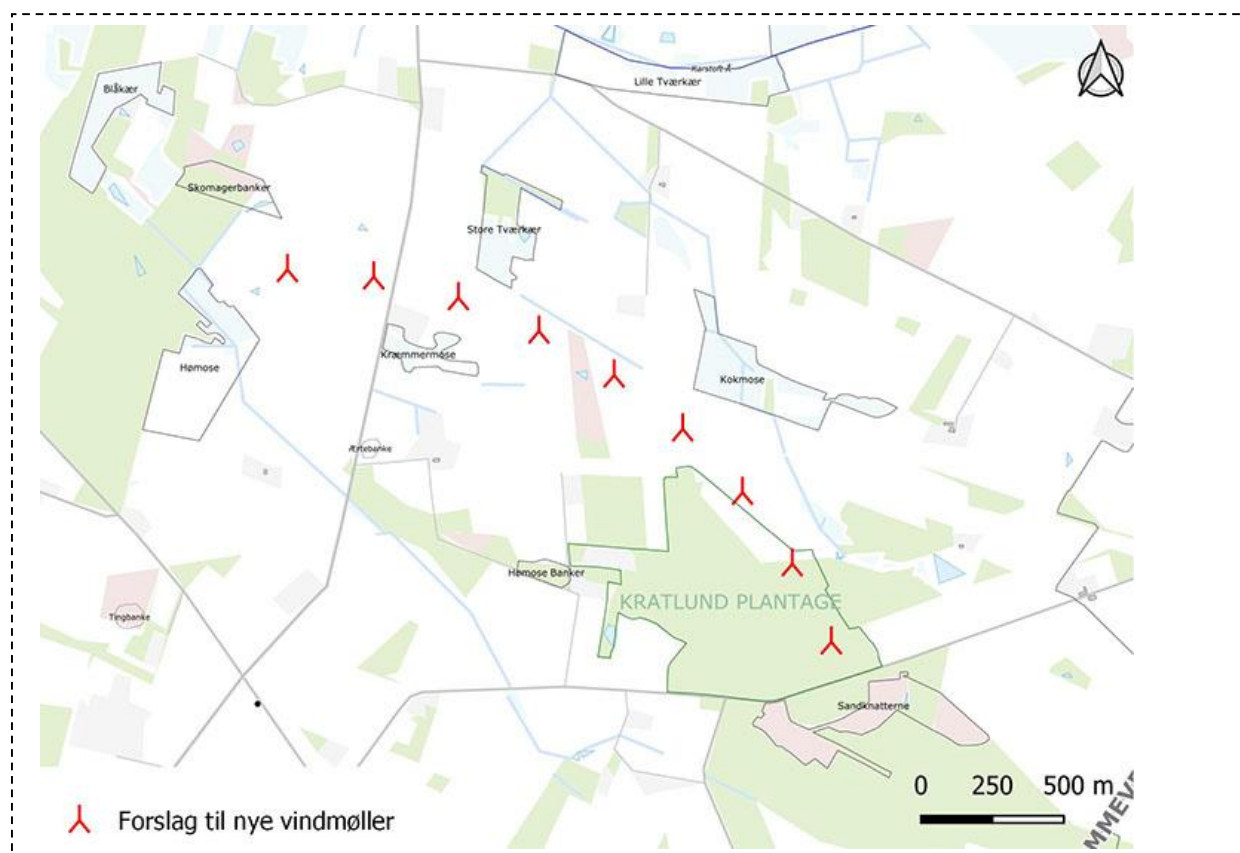 Karstoft Å
Lille Tværkær
Blåkær
Skomagerbanker
Store Tværkær
Kræmmermose
Hømose
Kokmose
Ærtebanke
Hømose Banker
KRATLUND PLANTAGE
Tingbanke
Sandknatterne
0 250 500 m
Forslag til nye vindmøller